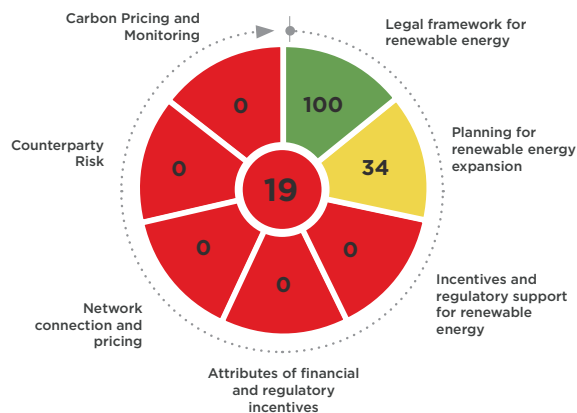 Carbon Pricing and
Monitoring
Legal framework for
renewable energy
0
100
Counterparty
Risk
Planning for
renewable energy
expansion
0
34
19
0
0
0
Network
connection and
pricing
Incentives and
regulatory support
for renewable
energy
Attributes of financial
and regulatory
incentives